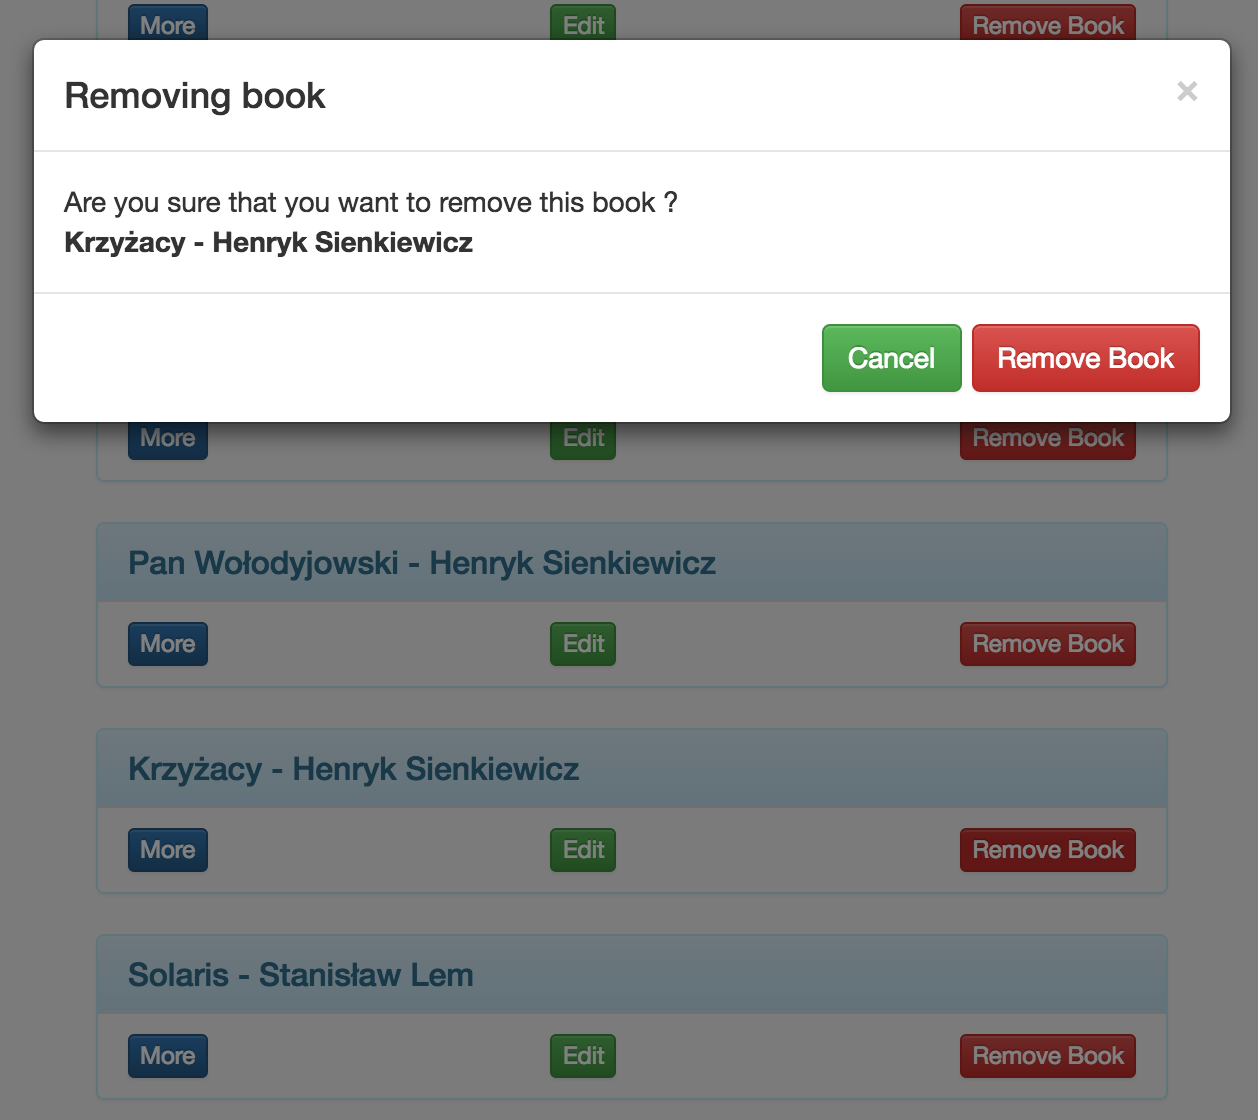 More Edit Remove Book
Removing book ×
Are you sure that you want to remove this book ?
Krzyżacy - Henryk Sienkiewicz
Cancel Remove Book
More Edit Remove Book
Pan Wołodyjowski - Henryk Sienkiewicz
More Edit Remove Book
Krzyżacy - Henryk Sienkiewicz
More Edit Remove Book
Solaris - Stanisław Lem
More Edit Remove Book